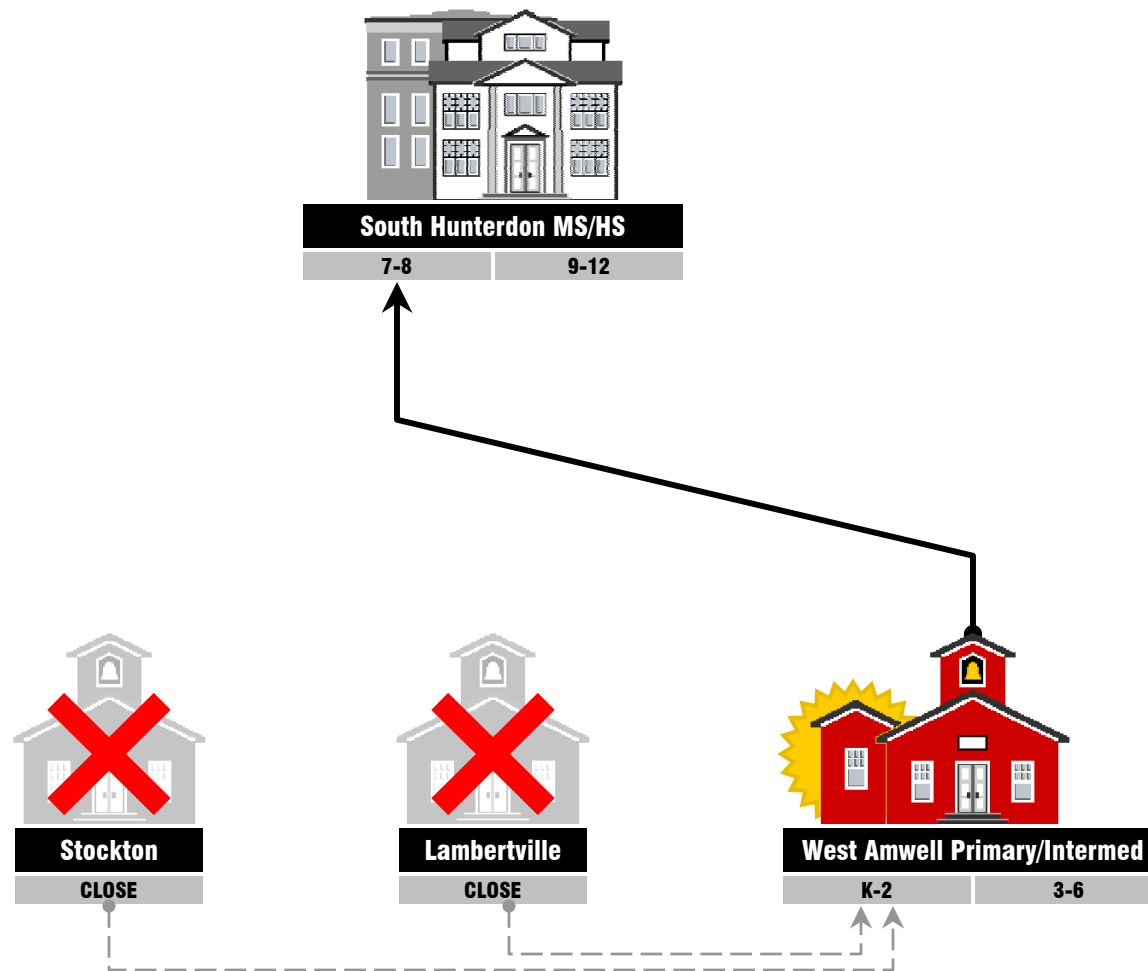 South Hunterdon MS/HS
7-8 9-12
Stockton
CLOSE
Lambertville
CLOSE
West Amwell Primary/Intermed
K-2 3-6